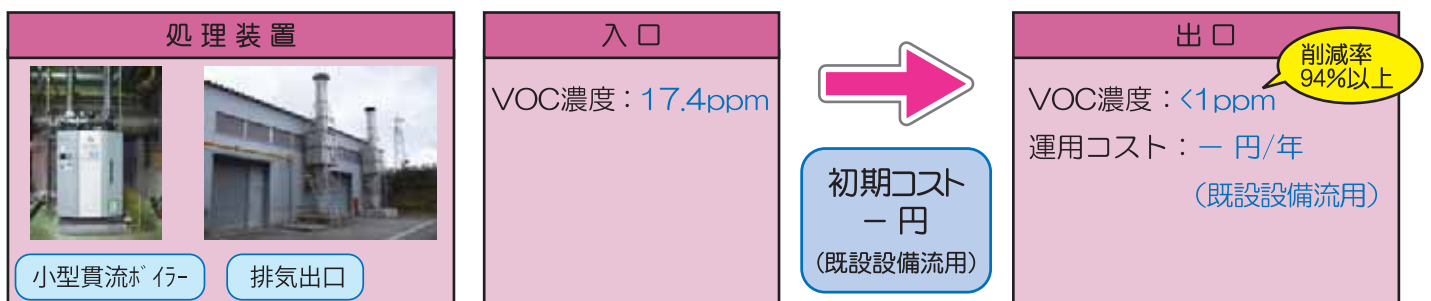 処理装置
小型貫流ボイラー
排気出口
入口
VOC濃度：17.4ppm
初期コスト
－円
（既設設備流用）
出口
削減率
94%以上
VOC濃度：<1ppm
運用コスト：－ 円/年
（既設設備流用）